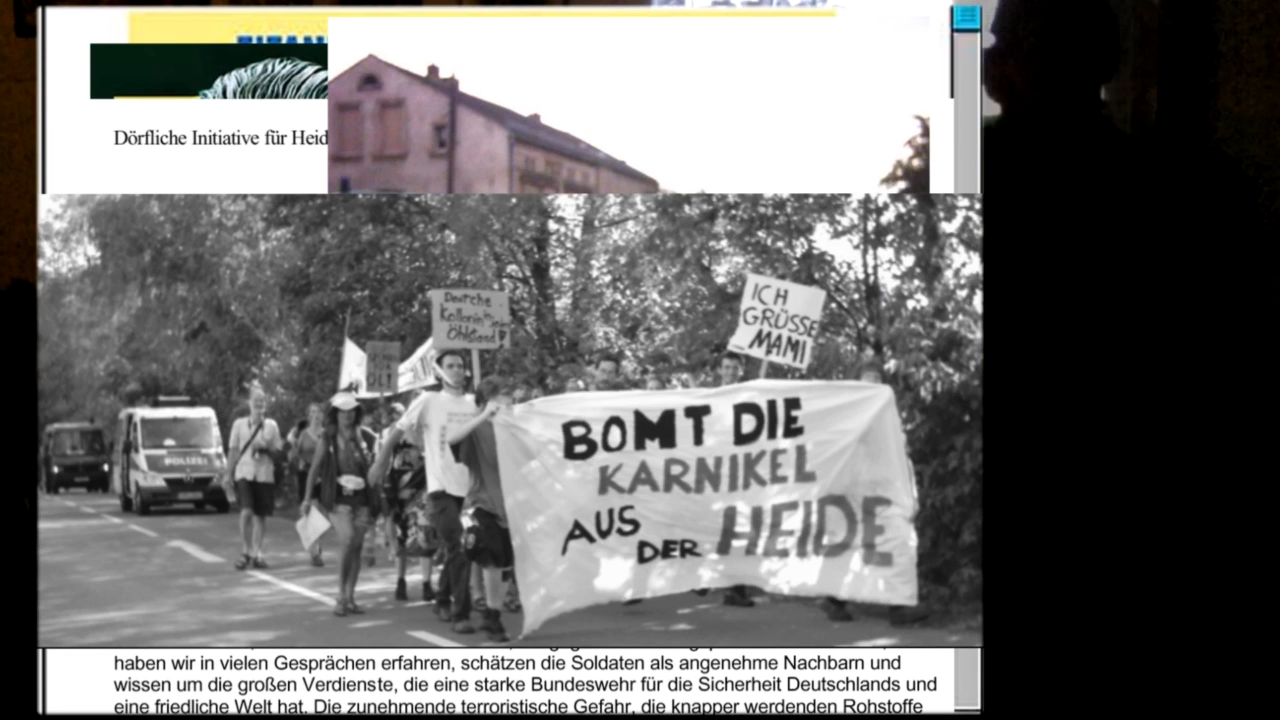 TITAN
Dörfliche Initiative für Heid
Deutche
ICH
GRÜSSE
MAMI
POLIZEI
BOMT DIE
KARNIKEL
AUS
DER HEIDE
haben wir in vielen Gesprächen erfahren, schätzen die Soldaten als angenehme Nachbarn und
wissen um die großen Verdienste, die eine starke Bundeswehr für die Sicherheit Deutschlands und
eine friedliche Welt hat. Die zunehmende terroristische Gefahr, die knapper werdenden Rohstoffe